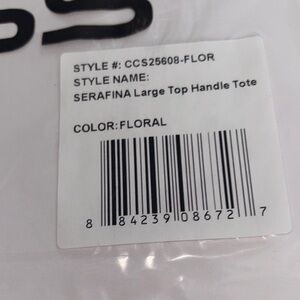 STYLE #: CCS25608-FLOR
STYLE NAME:
SERAFINA Large Top Handle Tote
COLOR: FLORAL
8 84239 08672 7